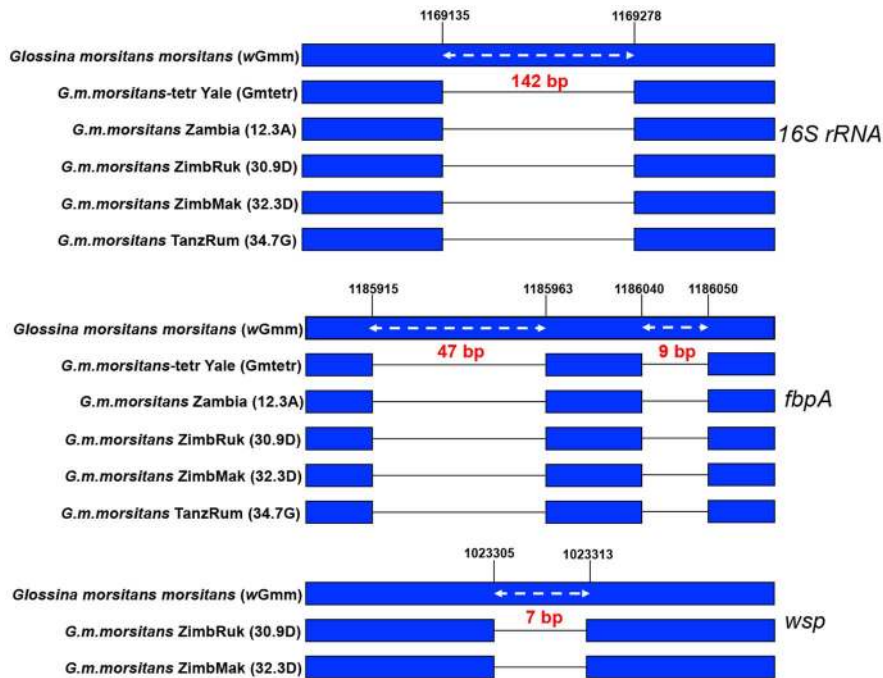 1169135 1169278
Glossina morsitans morsitans (wGmm)
142 bp
G.m.morsitans-tetr Yale (Gmtetr)
G.m.morsitans Zambia (12.3A)
16S rRNA
G.m.morsitans ZimbRuk (30.9D)
G.m.morsitans ZimbMak (32.3D)
G.m.morsitans TanzRum (34.7G)
1185915 1185963 1186040 1186050
Glossina morsitans morsitans (wGmm)
47 bp 9 bp
G.m.morsitans-tetr Yale (Gmtetr)
G.m.morsitans Zambia (12.3A)
fbpA
G.m.morsitans ZimbRuk (30.9D)
G.m.morsitans ZimbMak (32.3D)
G.m.morsitans TanzRum (34.7G)
1023305 1023313
Glossina morsitans morsitans (wGmm)
7 bp
wsp
G.m.morsitans ZimbRuk (30.9D)
G.m.morsitans ZimbMak (32.3D)